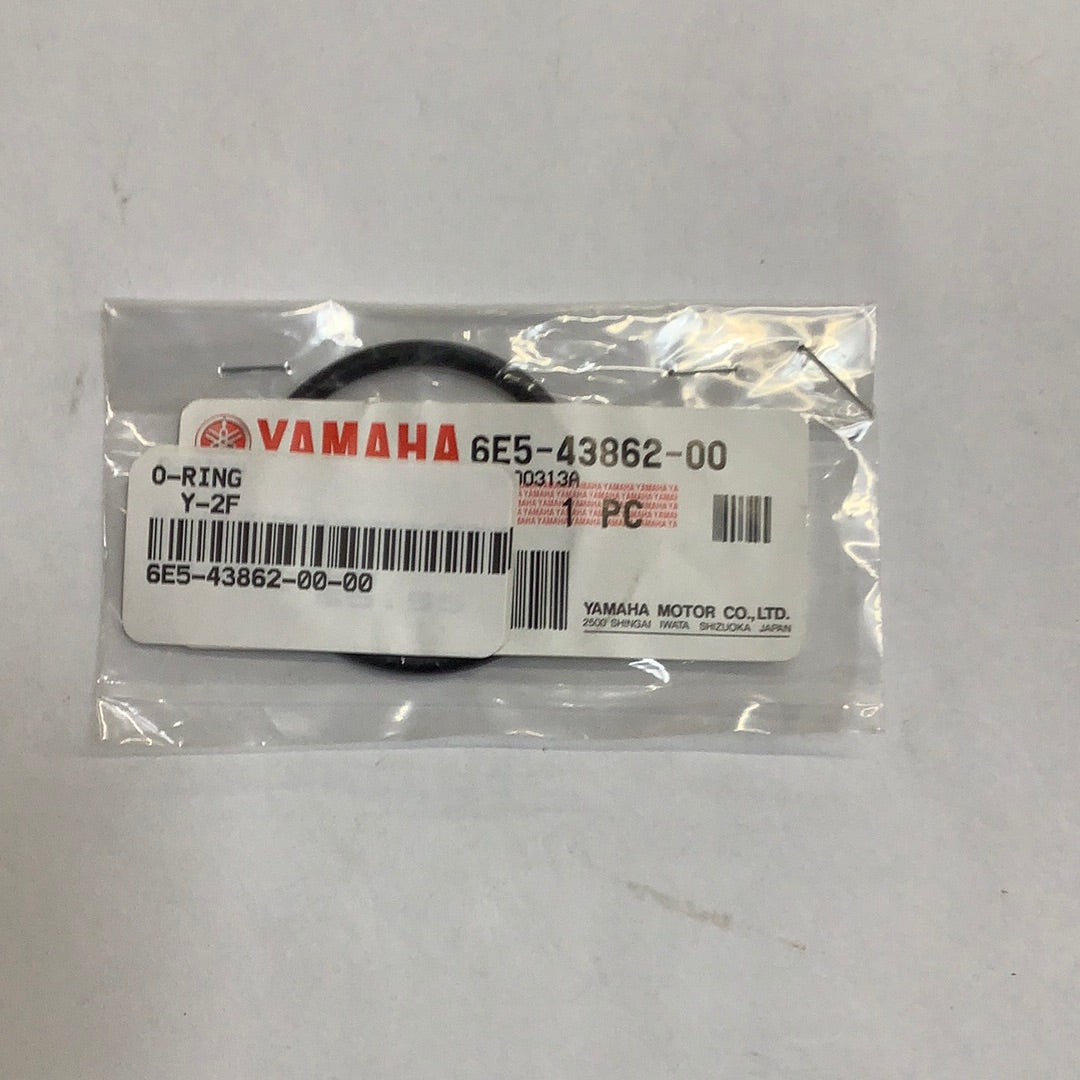 YAMAHA 6E5-43862-00
00313A
1 PC
O-RING
Y-2F
6E5-43862-00-00
YAMAHA MOTOR CO.,LTD.
2500 SHINGAI IWATA SHIZUOKA JAPAN